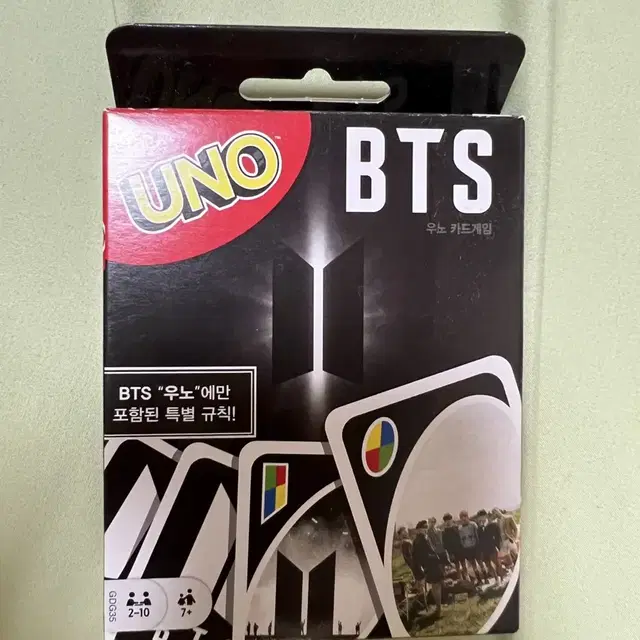 UNO™
BTS
우노 카드게임
BTS "우노"에만
포함된 특별 규칙!
2-10
7+
GDG35